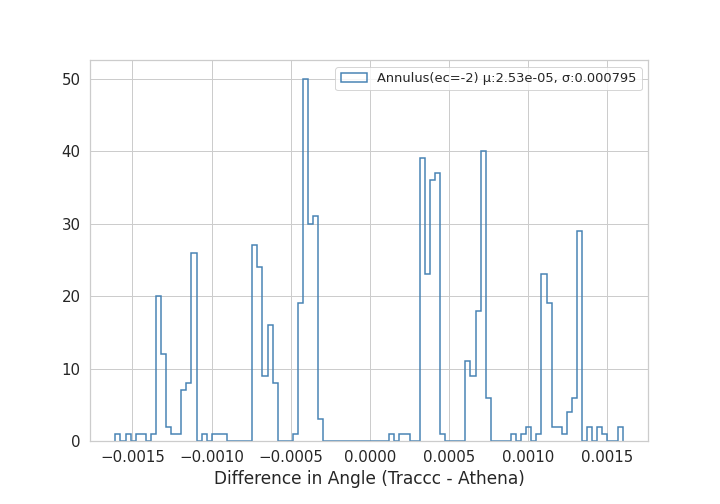 Annulus(ec=-2) μ:2.53e-05, σ:0.000795
50
40
30
20
10
0
−0.0015 −0.0010 −0.0005 0.0000 0.0005 0.0010 0.0015
Difference in Angle (Traccc - Athena)